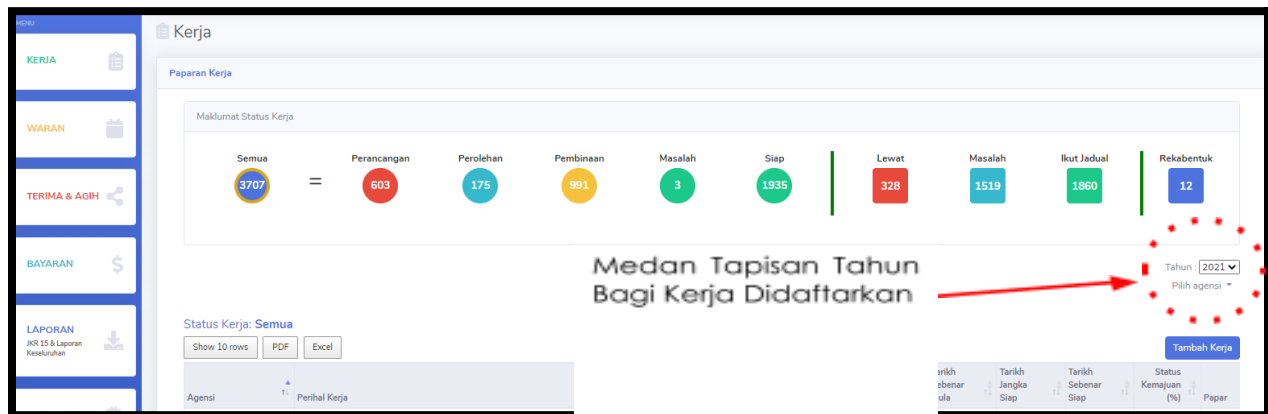 MENU
KERJA
WARAN
TERIMA & AGIH
BAYARAN
LAPORAN
JKR 15 & Laporan
Keseluruhan
Kerja
Paparan Kerja
Maklumat Status Kerja
Semua Perancangan Perolehan Pembinaan Masalah Siap Lewat Masalah Ikut Jadual Rekabentuk
3707 = 603 175 991 3 1935 328 1519 1860 12
Medan Tapisan Tahun
Bagi Kerja Didaftarkan
Tahun : 2021
Pilih agensi
Status Kerja: Semua
Show 10 rows PDF Excel
Tambah Kerja
Agensi
Perihal Kerja
Tarikh
Jangka
Siap
Tarikh
Sebenar
Siap
Status
Kemajuan
(%)
Papar